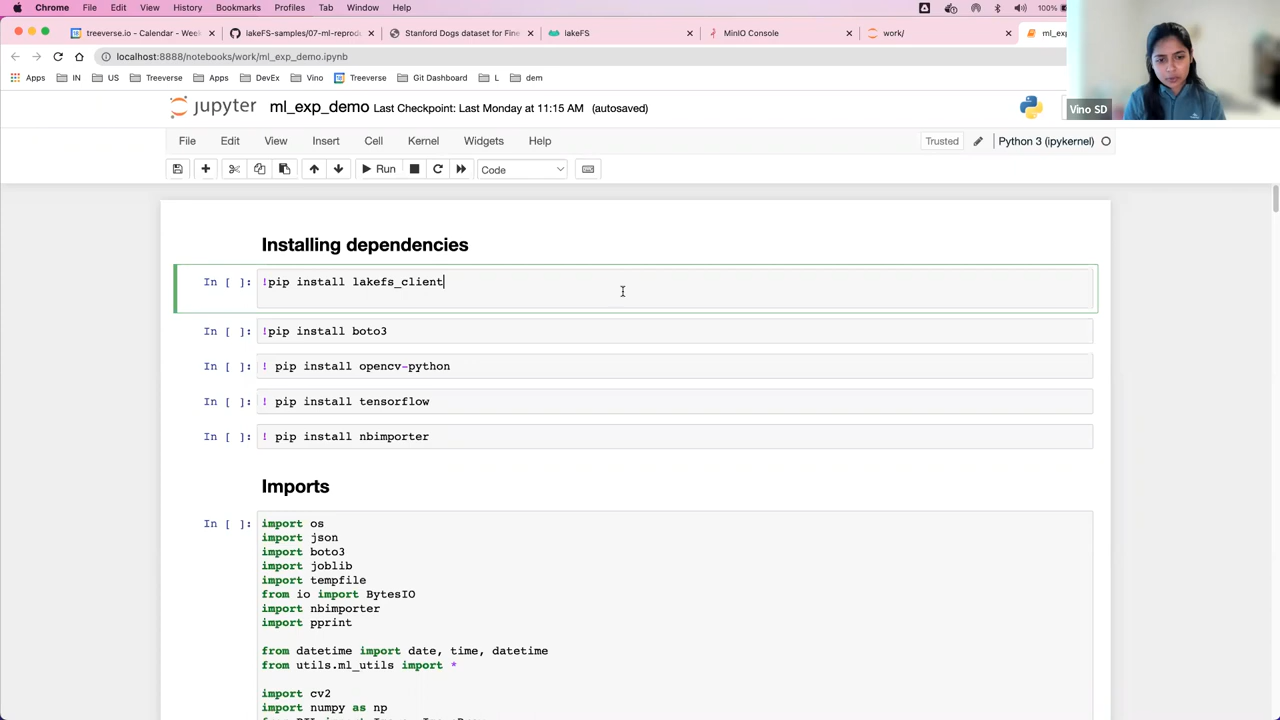 Chrome File Edit View History Bookmarks Profiles Tab Window Help 100%
treeverse.io - Calendar - Wee
lakeFS-samples/07-ml-reprod
Stanford Dogs dataset for Fine
lakeFS
MinIO Console
work/
ml_exp
localhost:8888/notebooks/work/ml_exp_demo.ipynb
Apps IN US Treeverse Apps DevEx Vino Treeverse Git Dashboard L dem
Vino SD
jupyter ml_exp_demo Last Checkpoint: Last Monday at 11:15 AM (autosaved)
File Edit View Insert Cell Kernel Widgets Help
Trusted Python 3 (ipykernel)
Run Code
Installing dependencies
In [ ]: !pip install lakefs_client
In [ ]: !pip install boto3
In [ ]: ! pip install opencv-python
In [ ]: ! pip install tensorflow
In [ ]: ! pip install nbimporter
Imports
In [ ]: import os
import json
import boto3
import joblib
import tempfile
from io import BytesIO
import nbimporter
import pprint
from datetime import date, time, datetime
from utils.ml_utils import *
import cv2
import numpy as np